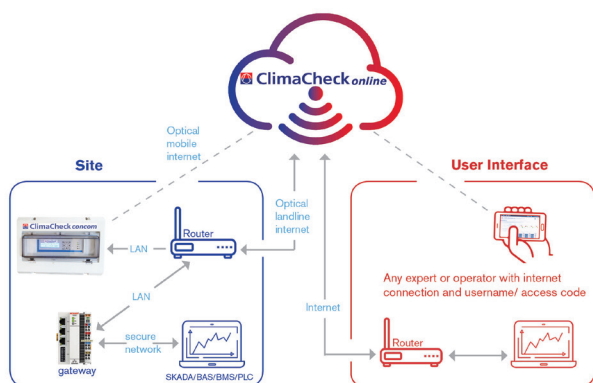 ClimaCheck online
Optical
mobile
internet
Site
User Interface
ClimaCheck concom
Optical
landline
internet
Router
LAN
LAN
Any expert or operator with internet
connection and username/ access code
Internet
secure
network
Router
gateway
SKADA/BAS/BMS/PLC